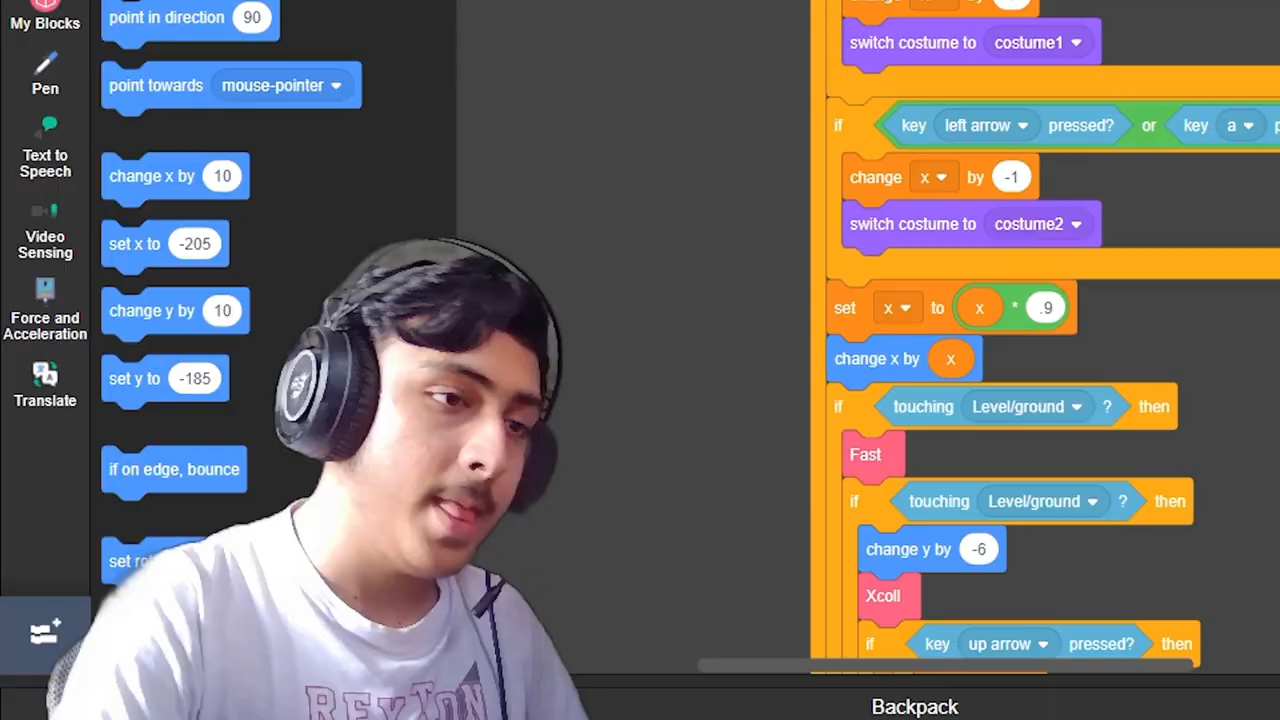 My Blocks
Pen
Text to
Speech
Video
Sensing
Force and
Acceleration
Translate
point in direction 90
point towards mouse-pointer
change x by 10
set x to -205
change y by 10
set y to -185
if on edge, bounce
switch costume to costume1
if key left arrow pressed? or key a
change x by -1
switch costume to costume2
set x to x * .9
change x by x
if touching Level/ground ? then
Fast
if touching Level/ground ? then
change y by -6
Xcoll
if key up arrow pressed? then
Backpack
REXTON